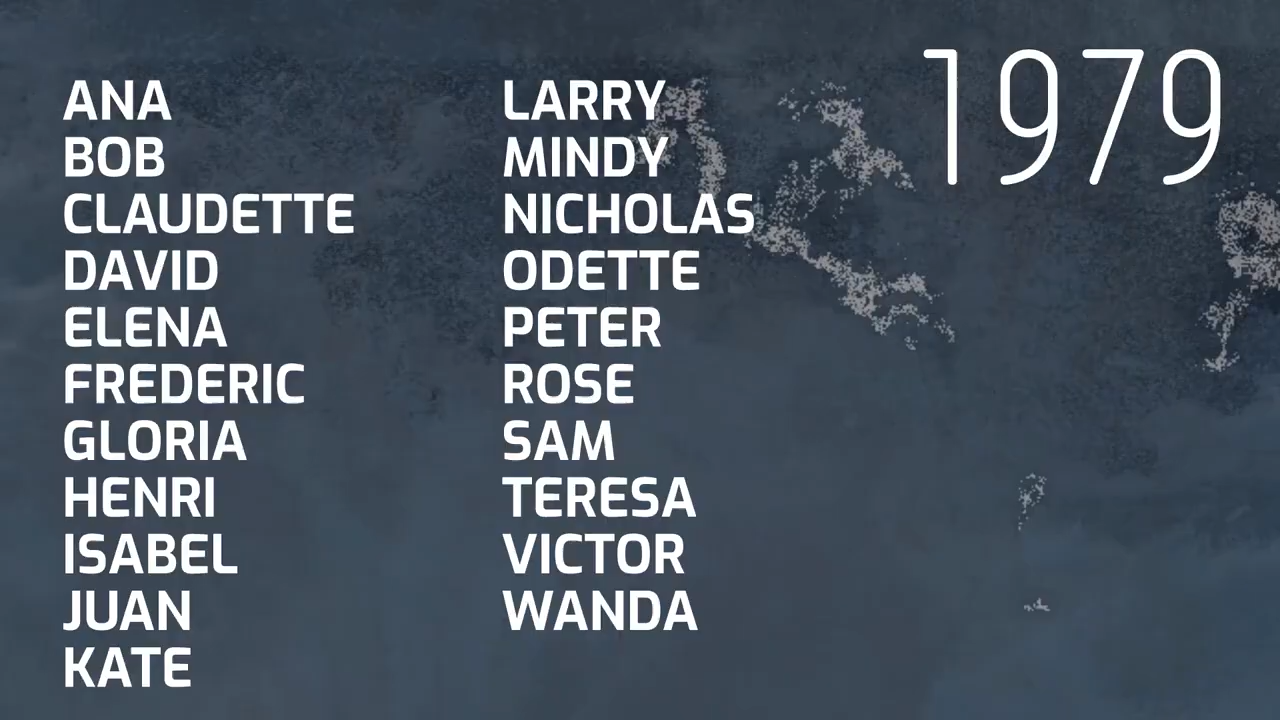 1979
ANA
BOB
CLAUDETTE
DAVID
ELENA
FREDERIC
GLORIA
HENRI
ISABEL
JUAN
KATE
LARRY
MINDY
NICHOLAS
ODETTE
PETER
ROSE
SAM
TERESA
VICTOR
WANDA